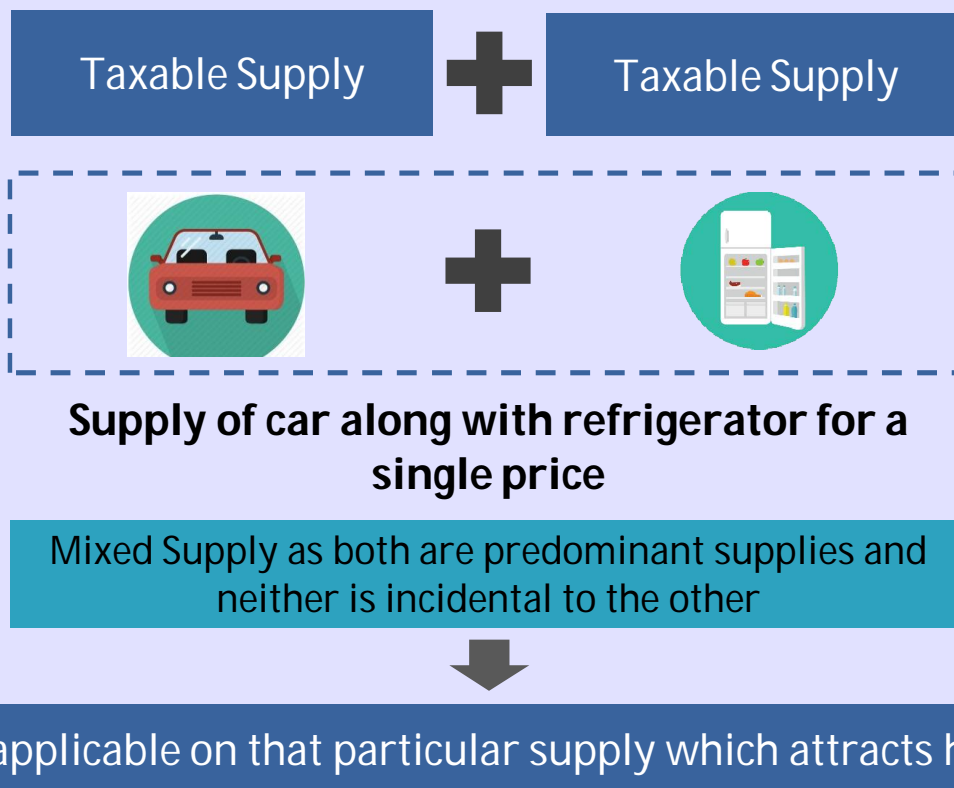 Taxable Supply
Taxable Supply
Supply of car along with refrigerator for a
single price
Mixed Supply as both are predominant supplies and
neither is incidental to the other
applicable on that particular supply which attracts